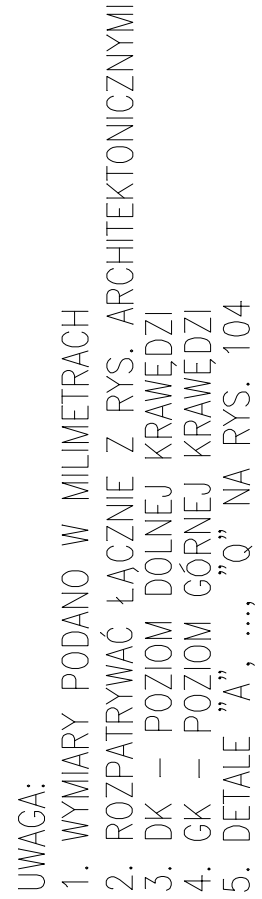 UWAGA:
1. WYMIARY PODANO W MILIMETRACH
2. ROZPATRYWAĆ ŁĄCZNIE Z RYS. ARCHITEKTONICZNYMI
3. DK – POZIOM DOLNEJ KRAWĘDZI
4. GK – POZIOM GÓRNEJ KRAWĘDZI
5. DETALE "A", ..., "Q" NA RYS. 104